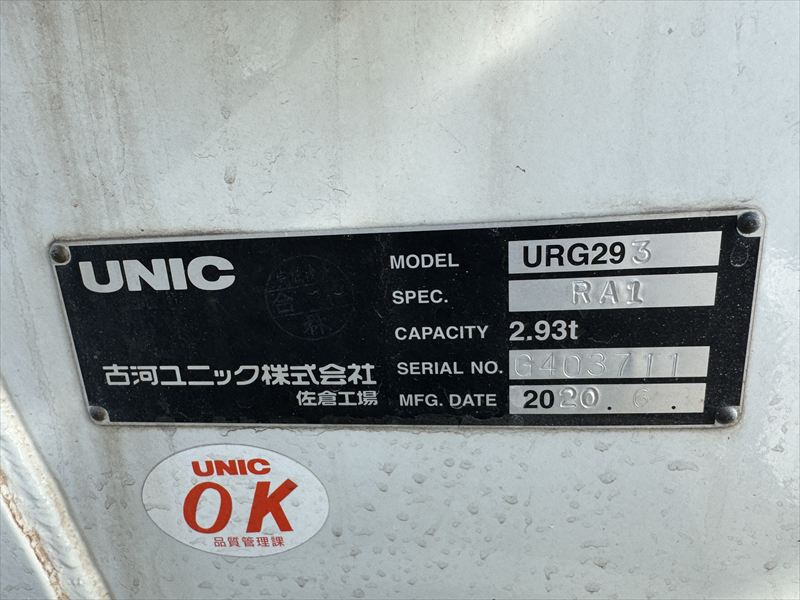 UNIC
MODEL URG293
SPEC. RA1
CAPACITY 2.93t
SERIAL NO. G403711
MFG. DATE 2020.6.
古河ユニック株式会社
佐倉工場
UNIC
OK
品質管理課